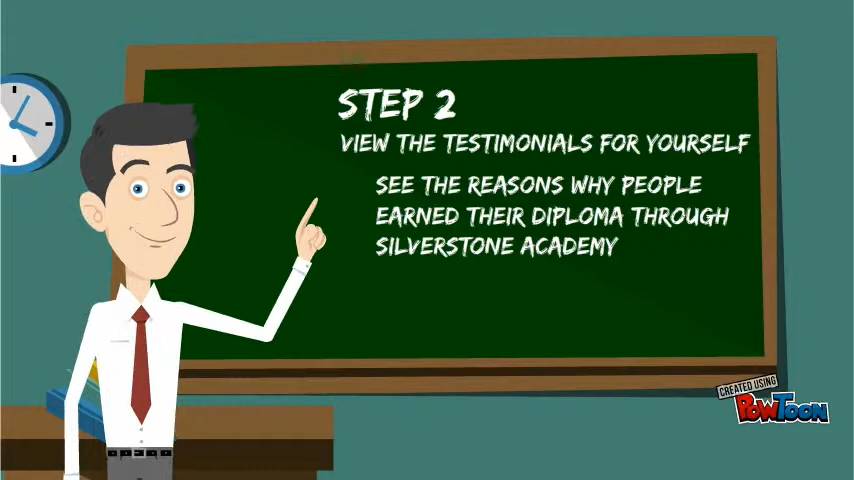 STEP 2
VIEW THE TESTIMONIALS FOR YOURSELF
SEE THE REASONS WHY PEOPLE
EARNED THEIR DIPLOMA THROUGH
SILVERSTONE ACADEMY
CREATED USING
POWTOON